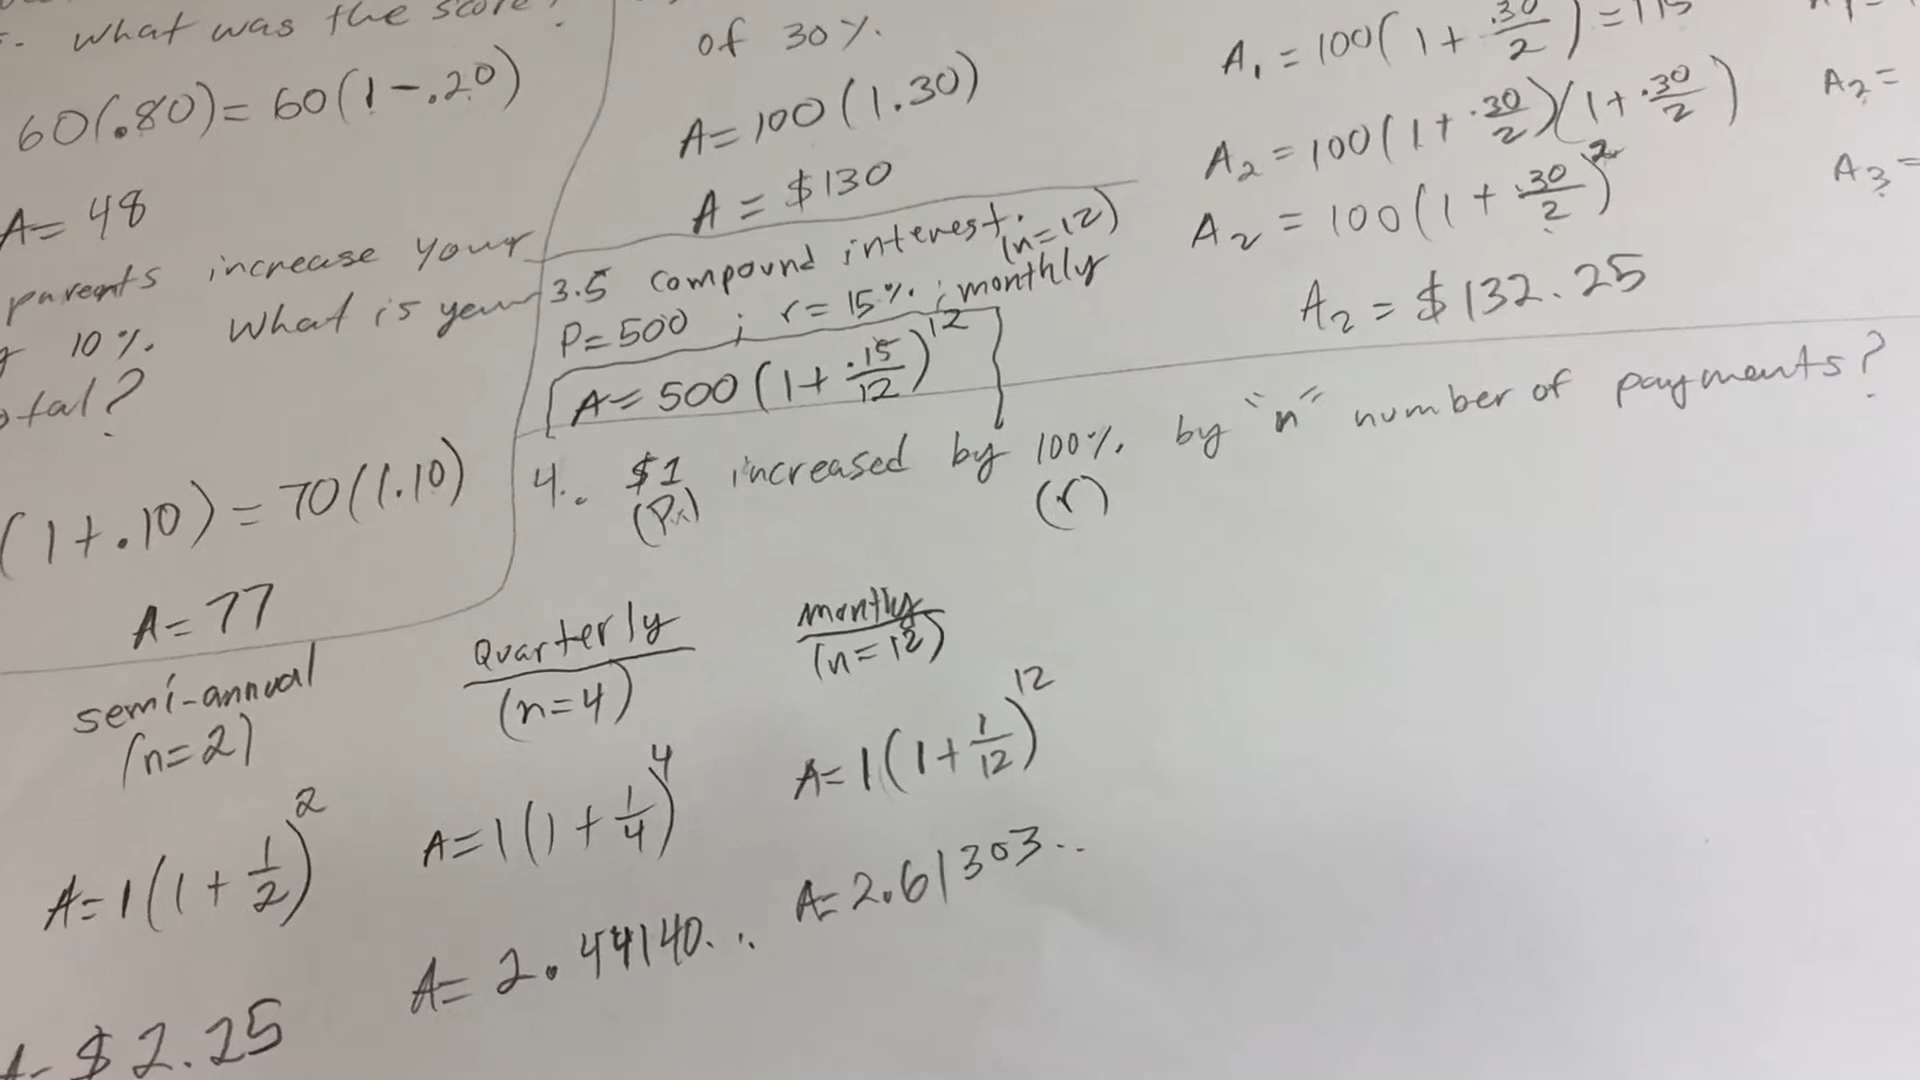 what was the score?
60(.80) = 60(1-.20)
A = 48
parents increase your
10%. What is your
total?
(1+.10) = 70(1.10)
A = 77
of 30%.
A = 100(1.30)
A = $130
3.5 compound interest.
(n=12)
P=500 ; r=15% ; monthly
A = 500(1+.15/12)^12
A₁ = 100(1+.30/2) = 115
A₂ = 100(1+.30/2)(1+.30/2)
A₂ = 100(1+.30/2)^2
A₂ = $132.25
A₂ =
A₃ =
4. $1 increased by 100% by "n" number of payments?
(P) (r)
semi-annual
(n=2)
A=1(1+1/2)^2
A= $2.25
Quarterly
(n=4)
A=1(1+1/4)^4
A= 2.44140...
montly
(n=12)
A=1(1+1/12)^12
A=2.61303..